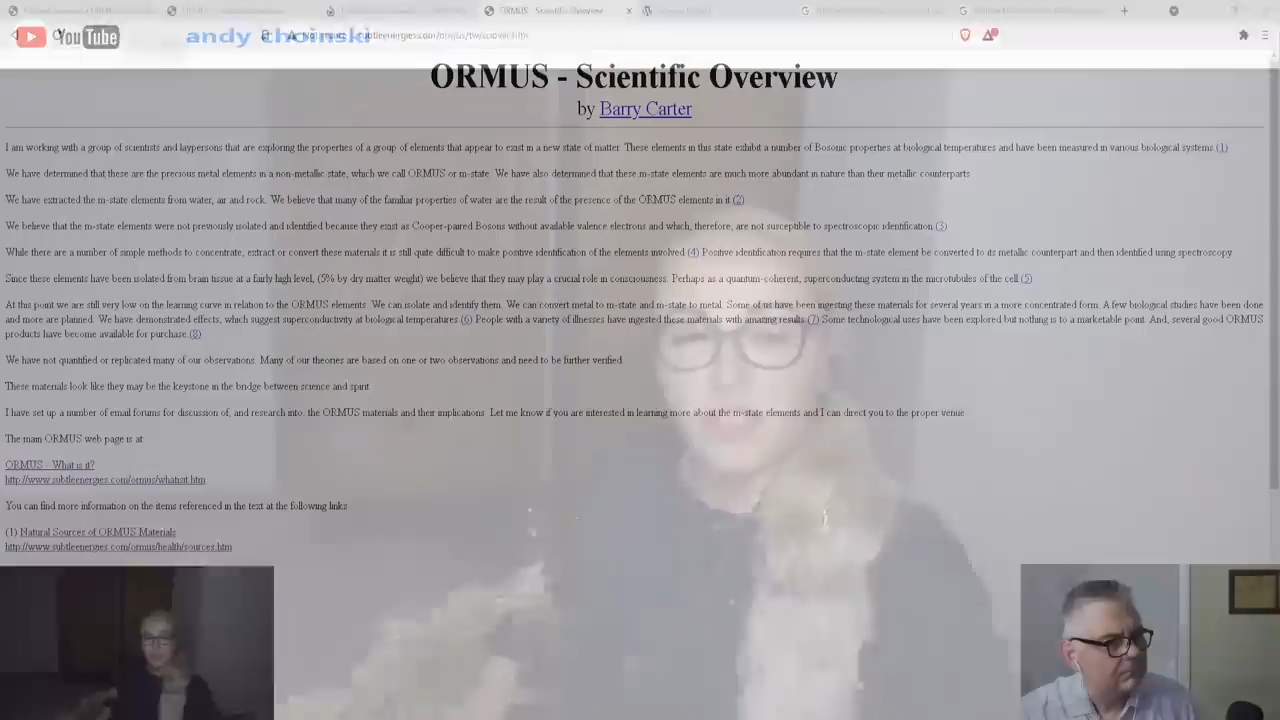 ORMUS - Scientific Overview
YouTube
andy choinski
subtleenergies.com/ormus/tw/sciover.htm
ORMUS - Scientific Overview
by Barry Carter
I am working with a group of scientists and laypersons that are exploring the properties of a group of elements that appear to exist in a new state of matter. These elements in this state exhibit a number of Bosonic properties at biological temperatures and have been measured in various biological systems.(1)
We have determined that these are the precious metal elements in a non-metallic state, which we call ORMUS or m-state. We have also determined that these m-state elements are much more abundant in nature than their metallic counterparts
We have extracted the m-state elements from water, air and rock. We believe that many of the familiar properties of water are the result of the presence of the ORMUS elements in it (2)
We believe that the m-state elements were not previously isolated and identified because they exist as Cooper-paired Bosons without available valence electrons and which, therefore, are not susceptible to spectroscopic identification (3)
While there are a number of simple methods to concentrate, extract or convert these materials it is still quite difficult to make positive identification of the elements involved (4) Positive identification requires that the m-state element be converted to its metallic counterpart and then identified using spectroscopy
Since these elements have been isolated from brain tissue at a fairly high level, (5% by dry matter weight) we believe that they may play a crucial role in consciousness. Perhaps as a quantum-coherent, superconducting system in the microtubules of the cell (5)
At this point we are still very low on the learning curve in relation to the ORMUS elements. We can isolate and identify them. We can convert metal to m-state and m-state to metal. Some of us have been ingesting these materials for several years in a more concentrated form. A few biological studies have been done
and more are planned. We have demonstrated effects, which suggest superconductivity at biological temperatures (6) People with a variety of illnesses have ingested these materials with amazing results (7) Some technological uses have been explored but nothing is to a marketable point. And, several good ORMUS
products have become available for purchase.(8)
We have not quantified or replicated many of our observations. Many of our theories are based on one or two observations and need to be further verified.
These materials look like they may be the keystone in the bridge between science and spirit
I have set up a number of email forums for discussion of, and research into, the ORMUS materials and their implications. Let me know if you are interested in learning more about the m-state elements and I can direct you to the proper venue
The main ORMUS web page is at
ORMUS - What is it?
http://www.subtleenergies.com/ormus/whatisit.htm
You can find more information on the items referenced in the text at the following links
(1) Natural Sources of ORMUS Materials
http://www.subtleenergies.com/ormus/health/sources.htm